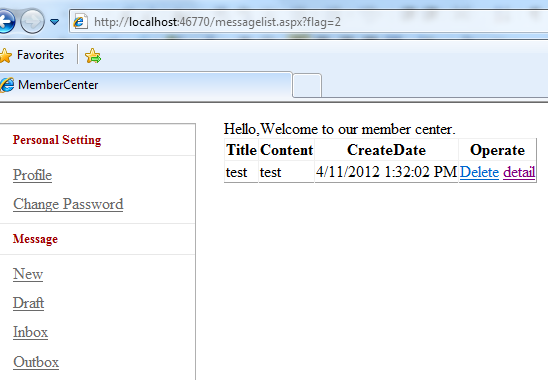 http://localhost:46770/messagelist.aspx?flag=2
Favorites
MemberCenter
Personal Setting
Profile
Change Password
Message
New
Draft
Inbox
Outbox
Hello,Welcome to our member center.
Title Content CreateDate Operate
test test 4/11/2012 1:32:02 PM Delete detail